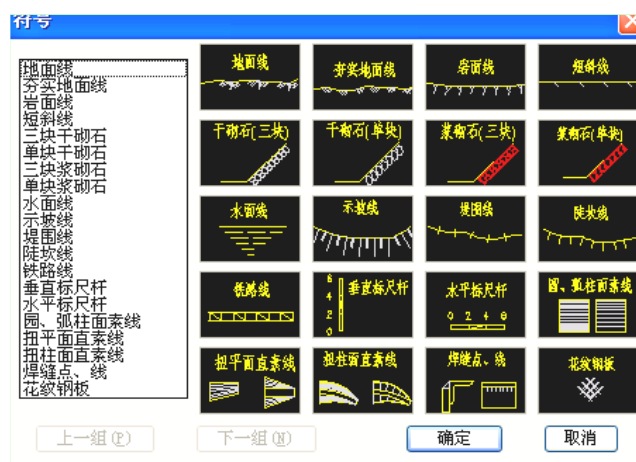 符号
地面线
夯实地面线
岩面线
短斜线
三块干砌石
单块干砌石
三块浆砌石
单块浆砌石
水面线
示坡线
堤围线
陡坎线
铁路线
垂直标尺杆
水平标尺杆
园、弧柱面素线
扭平面直素线
扭柱面直素线
焊缝点、线
花纹钢板
地面线 夯实地面线 岩面线 短斜线
干砌石(三块) 干砌石(单块) 浆砌石(三块) 浆砌石(单块)
水面线 示坡线 堤围线 陡坎线
铁路线 6 4 2 0 垂直标尺杆 水平标尺杆 0 2 4 6 园、弧柱面素线
扭平面直素线 扭柱面直素线 焊缝点、线 花纹钢板
上一组(P) 下一组(N) 确定 取消